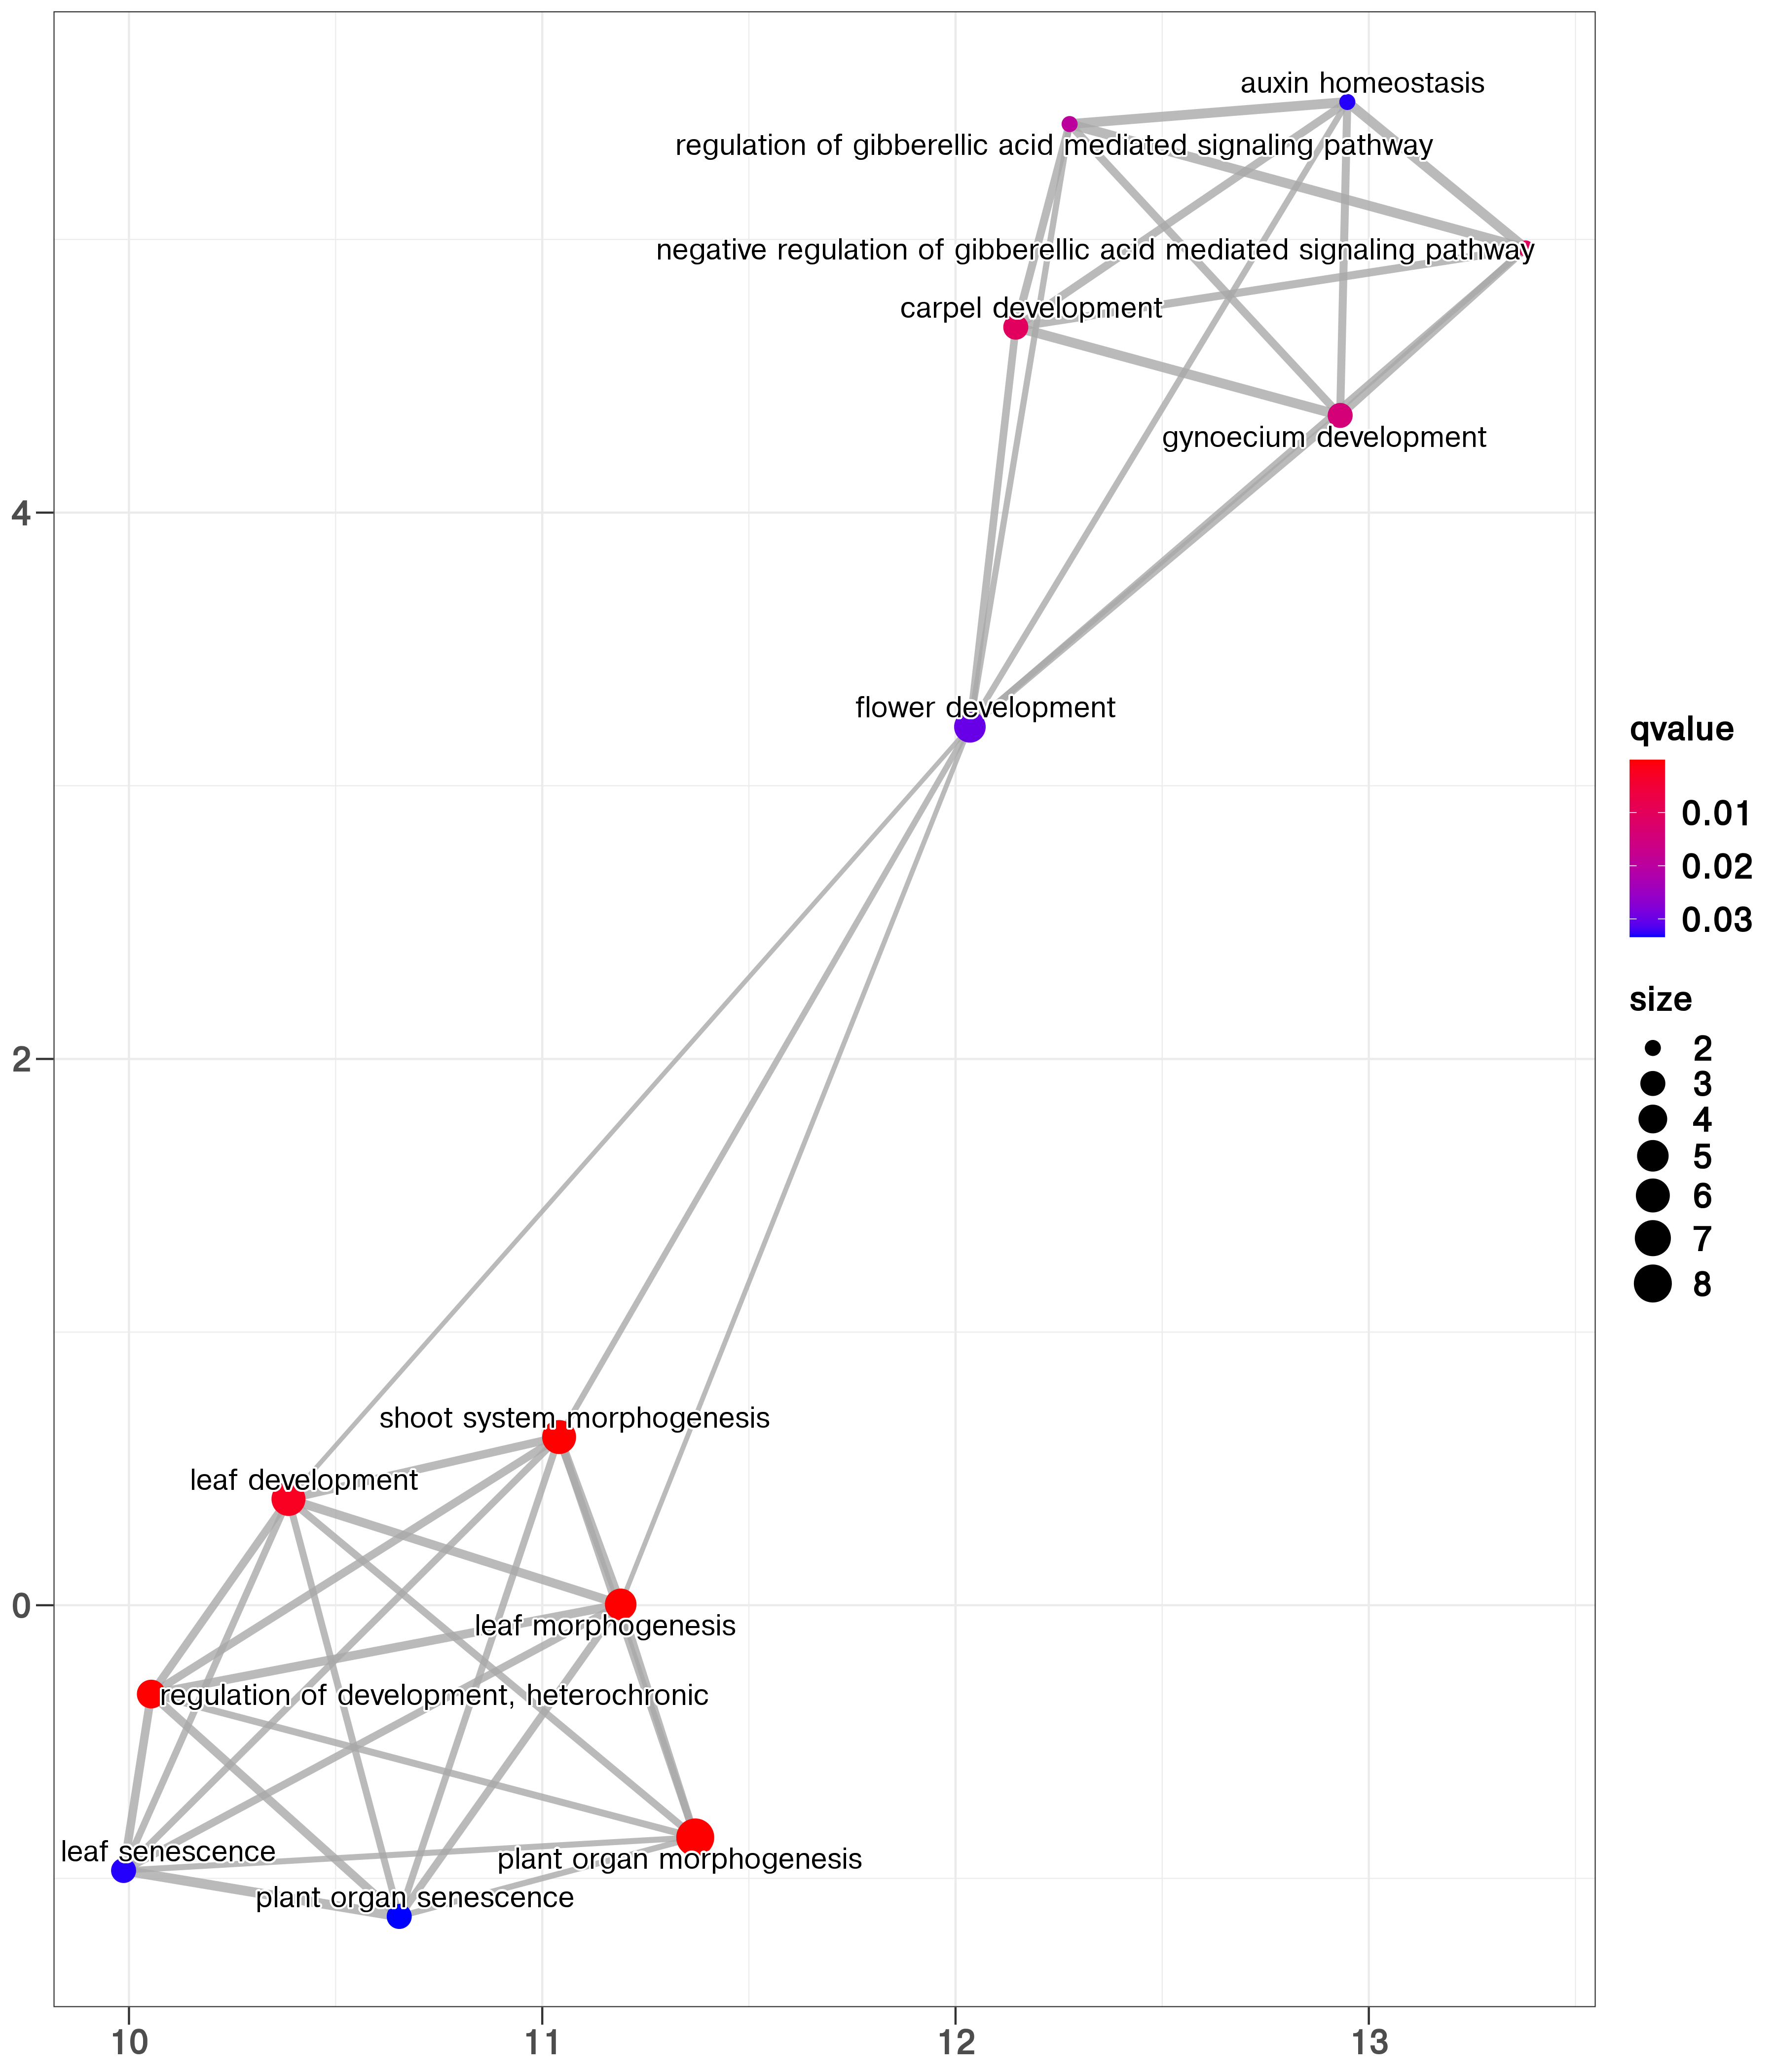 auxin homeostasis
regulation of gibberellic acid mediated signaling pathway
negative regulation of gibberellic acid mediated signaling pathway
carpel development
gynoecium development
flower development
shoot system morphogenesis
leaf development
leaf morphogenesis
regulation of development, heterochronic
leaf senescence
plant organ morphogenesis
plant organ senescence
4
2
0
10
11
12
13
qvalue
0.01
0.02
0.03
size
2
3
4
5
6
7
8